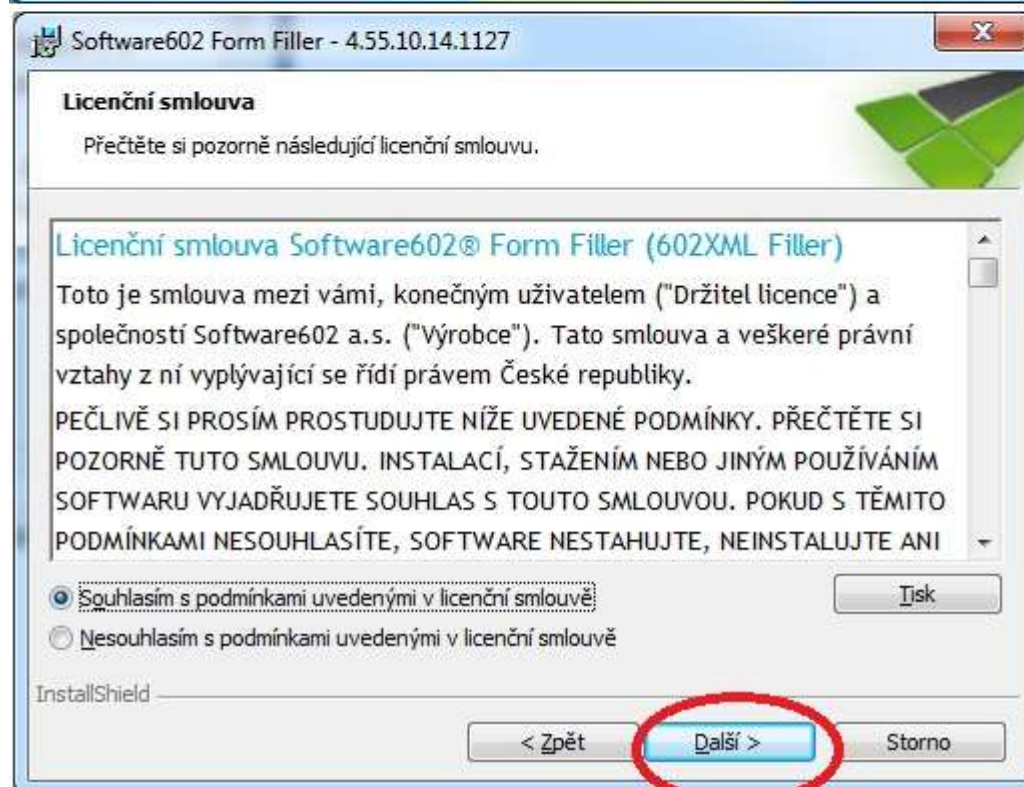 Software602 Form Filler - 4.55.10.14.1127
Licenční smlouva
Přečtěte si pozorně následující licenční smlouvu.
Licenční smlouva Software602® Form Filler (602XML Filler)
Toto je smlouva mezi vámi, konečným uživatelem ("Držitel licence") a
společností Software602 a.s. ("Výrobce"). Tato smlouva a veškeré právní
vztahy z ní vyplývající se řídí právem České republiky.
PEČLIVĚ SI PROSÍM PROSTUDUJTE NÍŽE UVEDENÉ PODMÍNKY. PŘEČTĚTE SI
POZORNĚ TUTO SMLOUVU. INSTALACÍ, STAŽENÍM NEBO JINÝM POUŽÍVÁNÍM
SOFTWARU VYJADŘUJETE SOUHLAS S TOUTO SMLOUVOU. POKUD S TĚMITO
PODMÍNKAMI NESOUHLASÍTE, SOFTWARE NESTAHUJTE, NEINSTALUJTE ANI
Souhlasím s podmínkami uvedenými v licenční smlouvě
Tisk
Nesouhlasím s podmínkami uvedenými v licenční smlouvě
InstallShield
< Zpět
Další >
Storno